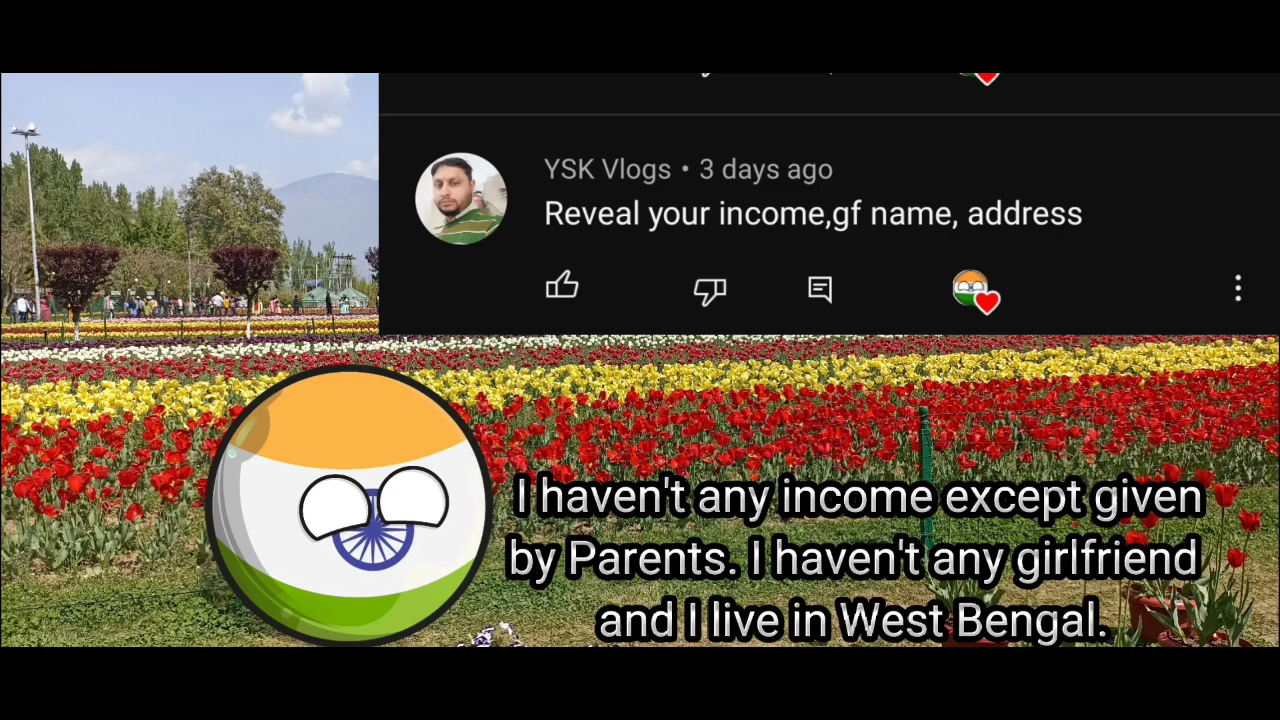 YSK Vlogs • 3 days ago
Reveal your income,gf name, address
I haven't any income except given
by Parents. I haven't any girlfriend
and I live in West Bengal.